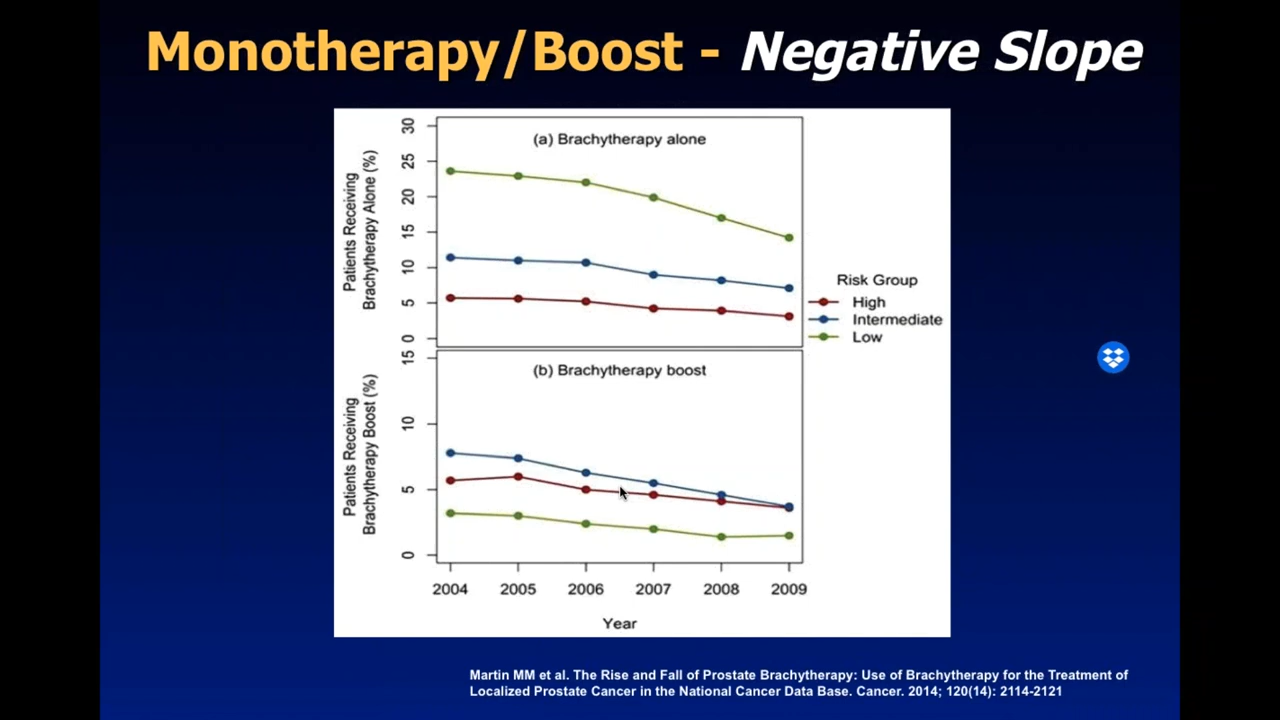 Monotherapy/Boost - Negative Slope
(a) Brachytherapy alone
Patients Receiving
Brachytherapy Alone (%)
30
25
20
15
10
5
0
Risk Group
High
Intermediate
Low
(b) Brachytherapy boost
Patients Receiving
Brachytherapy Boost (%)
15
10
5
0
2004 2005 2006 2007 2008 2009
Year
Martin MM et al. The Rise and Fall of Prostate Brachytherapy: Use of Brachytherapy for the Treatment of
Localized Prostate Cancer in the National Cancer Data Base. Cancer. 2014; 120(14): 2114-2121